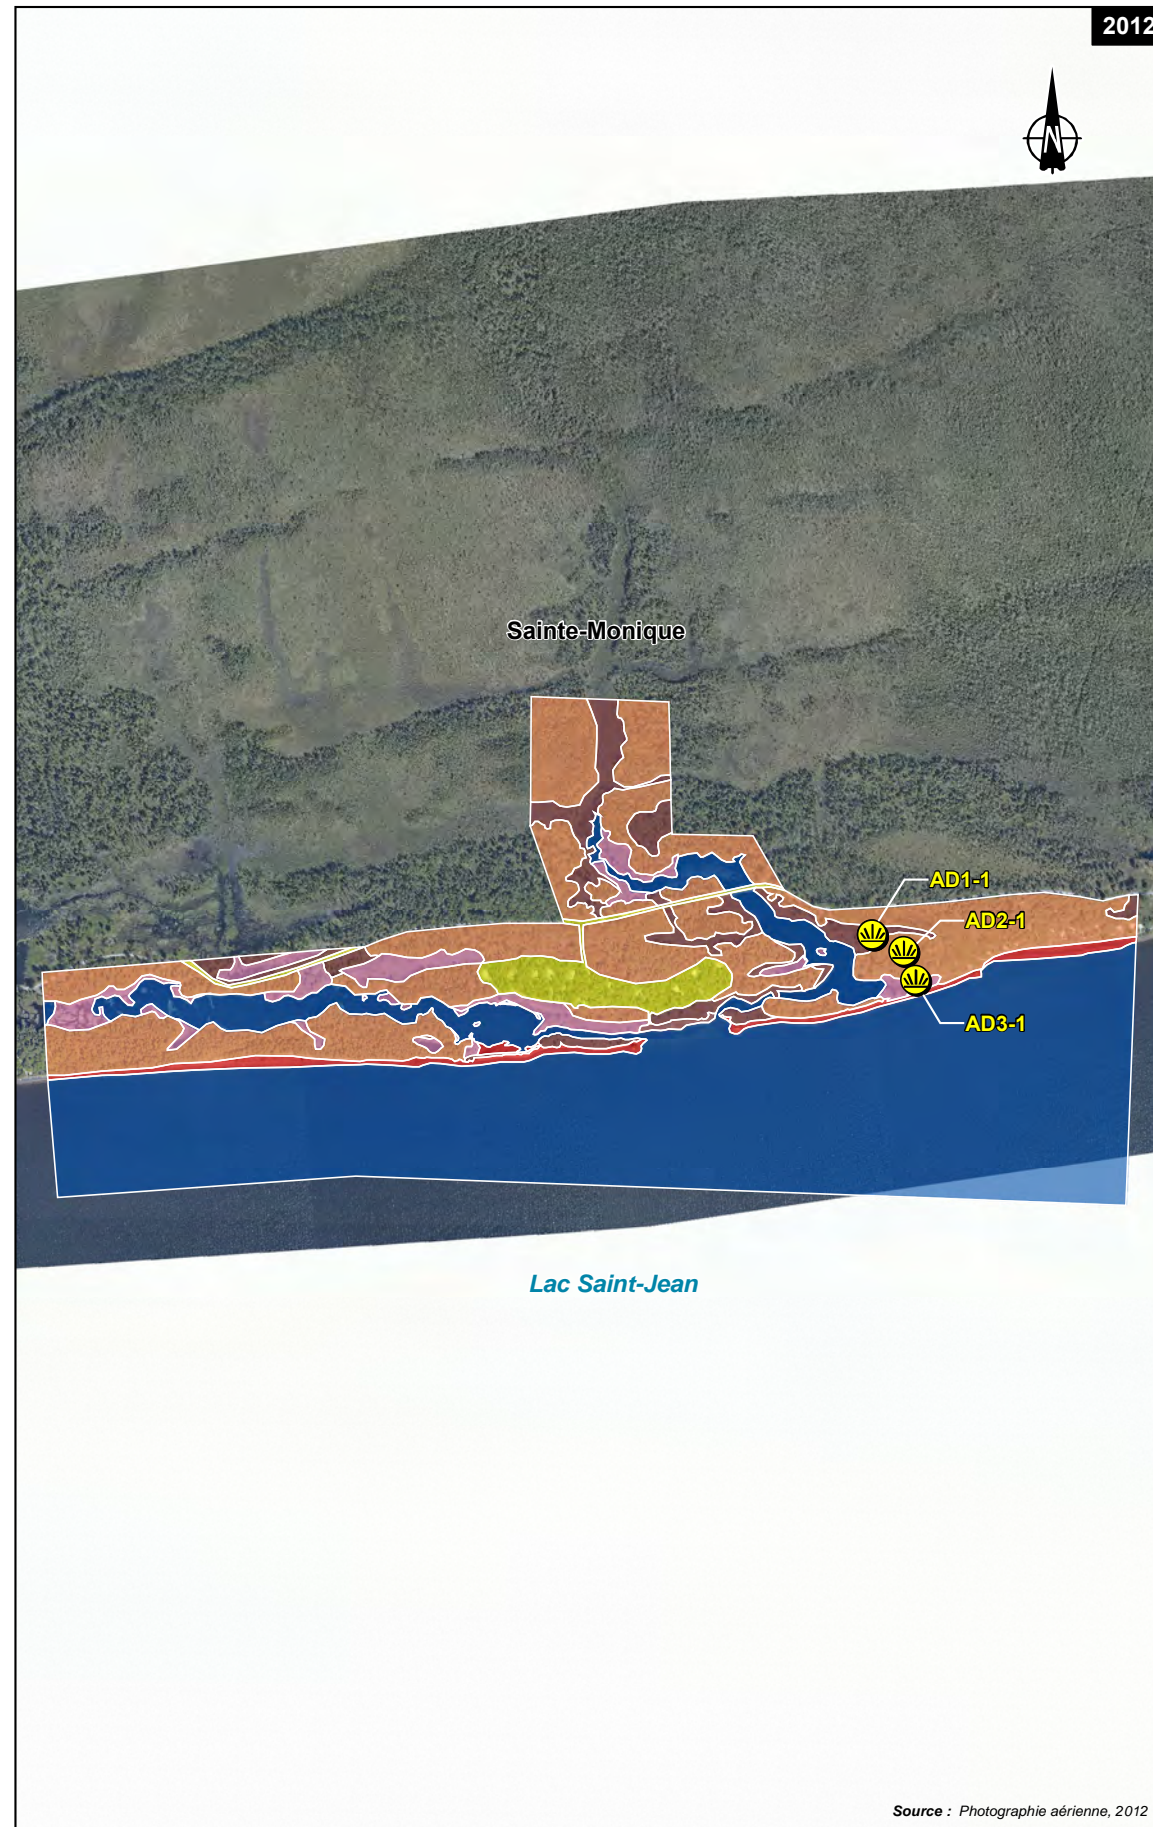 2012
N
Sainte-Monique
AD1-1
AD2-1
AD3-1
Lac Saint-Jean
Source : Photographie aérienne, 2012